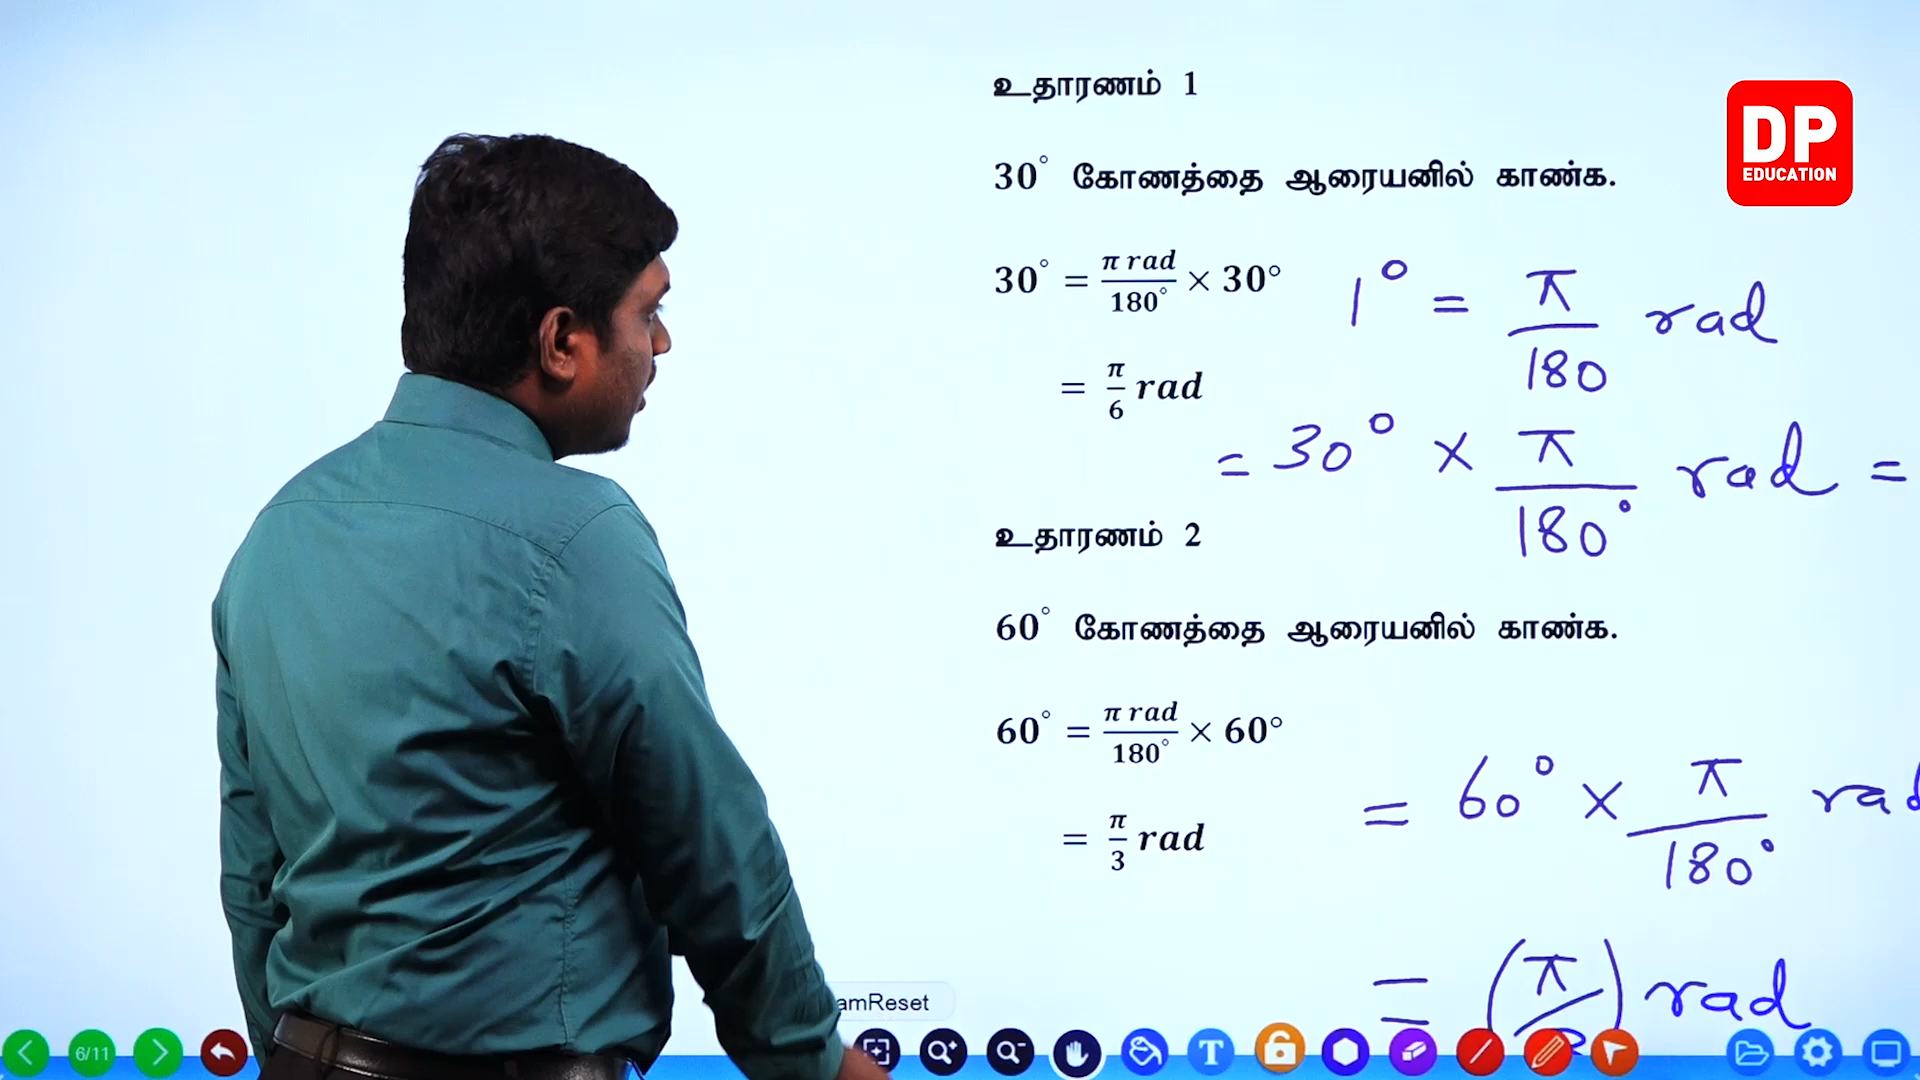 உதாரணம் 1
DP
EDUCATION
30° கோணத்தை ஆரையனில் காண்க.
30° = π rad/180° × 30°
1° = π/180 rad
= π/6 rad
= 30° × π/180° rad =
உதாரணம் 2
60° கோணத்தை ஆரையனில் காண்க.
60° = π rad/180° × 60°
= 60° × π/180°
= π/3 rad
= (π/3) rad
Reset
6/11
T